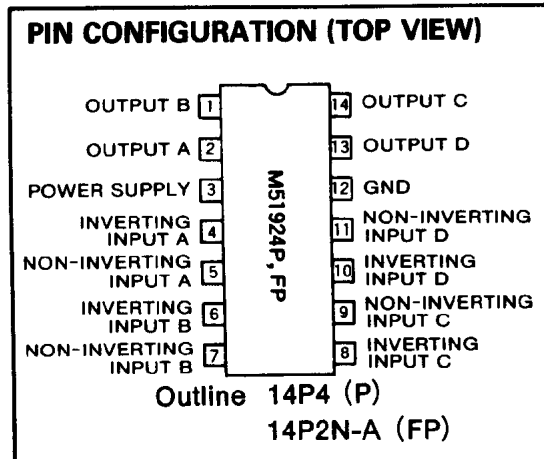 PIN CONFIGURATION (TOP VIEW)
OUTPUT B 1
OUTPUT A 2
POWER SUPPLY 3
INVERTING
INPUT A 4
NON-INVERTING
INPUT A 5
INVERTING
INPUT B 6
NON-INVERTING
INPUT B 7
M51924P,FP
14 OUTPUT C
13 OUTPUT D
12 GND
11 NON-INVERTING
INPUT D
10 INVERTING
INPUT D
9 NON-INVERTING
INPUT C
8 INVERTING
INPUT C
Outline 14P4 (P)
14P2N-A (FP)